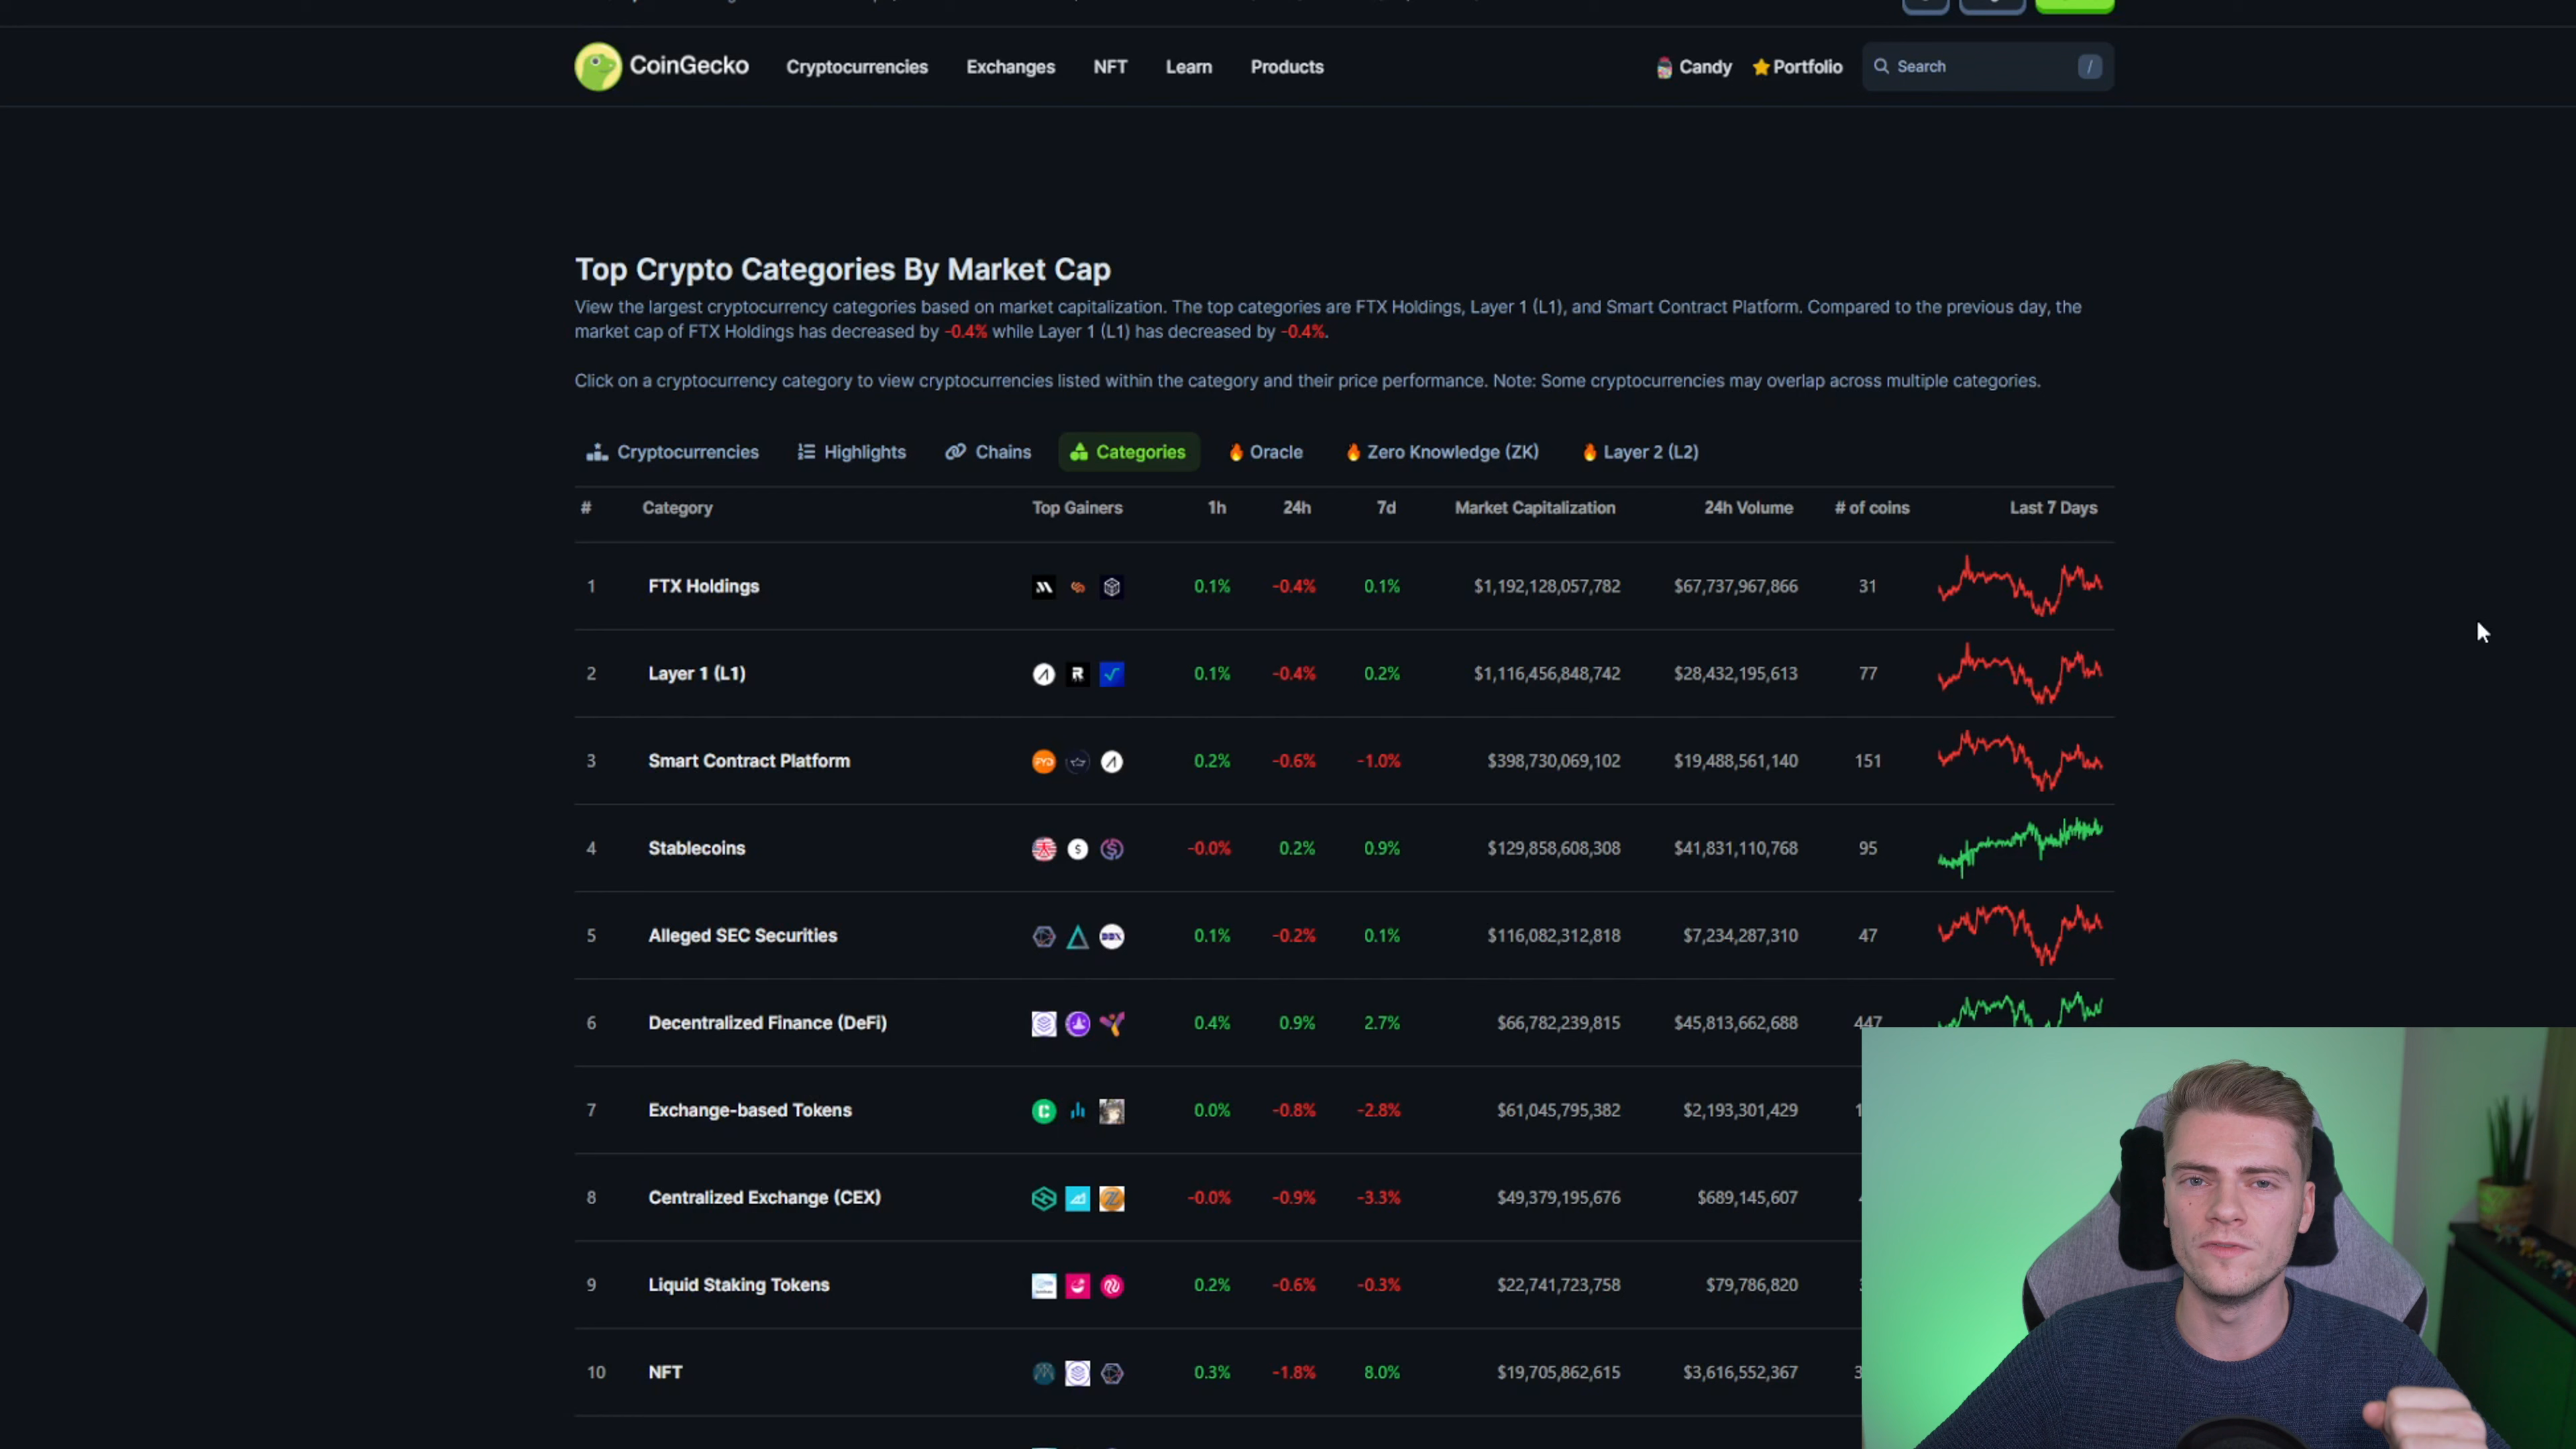 CoinGecko Cryptocurrencies Exchanges NFT Learn Products Candy Portfolio Search /
Top Crypto Categories By Market Cap
View the largest cryptocurrency categories based on market capitalization. The top categories are FTX Holdings, Layer 1 (L1), and Smart Contract Platform. Compared to the previous day, the
market cap of FTX Holdings has decreased by -0.4% while Layer 1 (L1) has decreased by -0.4%.
Click on a cryptocurrency category to view cryptocurrencies listed within the category and their price performance. Note: Some cryptocurrencies may overlap across multiple categories.
Cryptocurrencies Highlights Chains Categories Oracle Zero Knowledge (ZK) Layer 2 (L2)
# Category Top Gainers 1h 24h 7d Market Capitalization 24h Volume # of coins Last 7 Days
1 FTX Holdings 0.1% -0.4% 0.1% $1,192,128,057,782 $67,737,967,866 31
2 Layer 1 (L1) 0.1% -0.4% 0.2% $1,116,456,848,742 $28,432,195,613 77
3 Smart Contract Platform 0.2% -0.6% -1.0% $398,730,069,102 $19,488,561,140 151
4 Stablecoins -0.0% 0.2% 0.9% $129,858,608,308 $41,831,110,768 95
5 Alleged SEC Securities 0.1% -0.2% 0.1% $116,082,312,818 $7,234,287,310 47
6 Decentralized Finance (DeFi) 0.4% 0.9% 2.7% $66,782,239,815 $45,813,662,688 447
7 Exchange-based Tokens 0.0% -0.8% -2.8% $61,045,795,382 $2,193,301,429
8 Centralized Exchange (CEX) -0.0% -0.9% -3.3% $49,379,195,676 $689,145,607
9 Liquid Staking Tokens 0.2% -0.6% -0.3% $22,741,723,758 $79,786,820
10 NFT 0.3% -1.8% 8.0% $19,705,862,615 $3,616,552,367